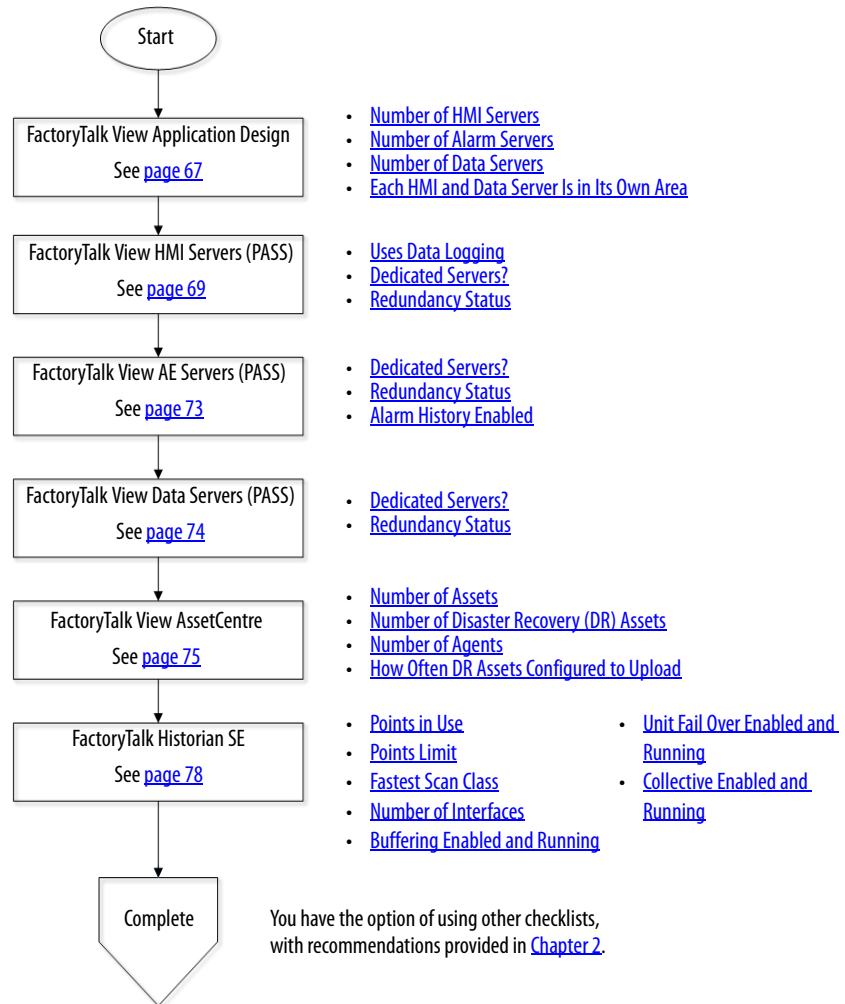 Start
FactoryTalk View Application Design
See page 67
• Number of HMI Servers
• Number of Alarm Servers
• Number of Data Servers
• Each HMI and Data Server Is in Its Own Area
FactoryTalk View HMI Servers (PASS)
See page 69
• Uses Data Logging
• Dedicated Servers?
• Redundancy Status
FactoryTalk View AE Servers (PASS)
See page 73
• Dedicated Servers?
• Redundancy Status
• Alarm History Enabled
FactoryTalk View Data Servers (PASS)
See page 74
• Dedicated Servers?
• Redundancy Status
FactoryTalk View AssetCentre
See page 75
• Number of Assets
• Number of Disaster Recovery (DR) Assets
• Number of Agents
• How Often DR Assets Configured to Upload
FactoryTalk Historian SE
See page 78
• Points in Use
• Points Limit
• Fastest Scan Class
• Number of Interfaces
• Buffering Enabled and Running
• Unit Fail Over Enabled and
Running
• Collective Enabled and
Running
Complete
You have the option of using other checklists,
with recommendations provided in Chapter 2.